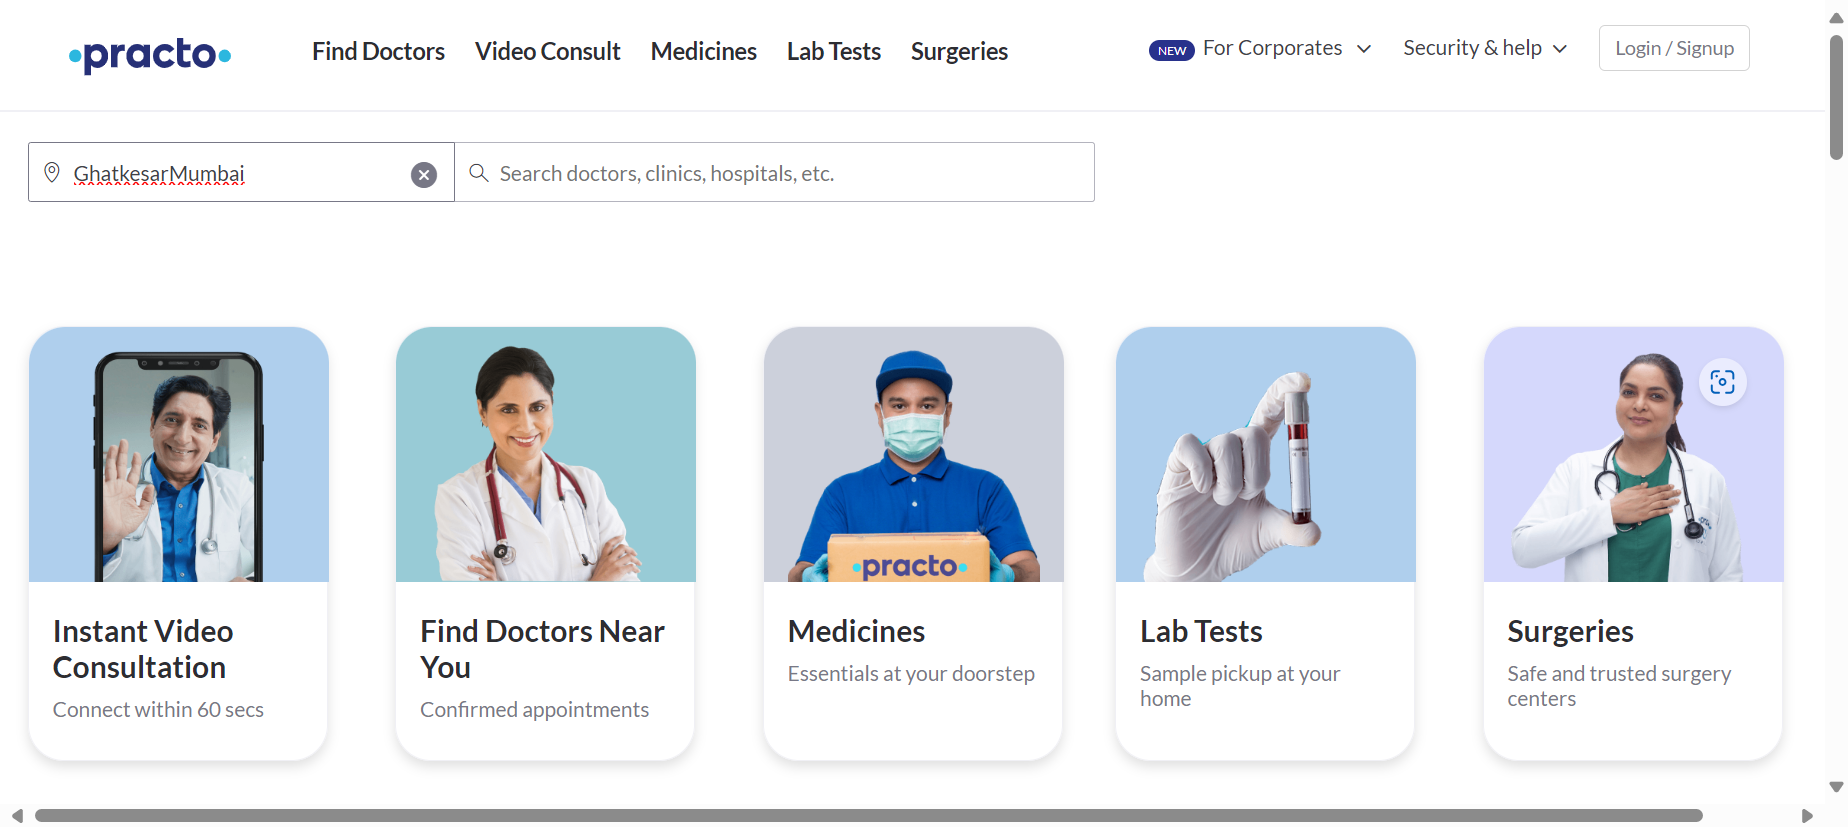 practo
Find Doctors Video Consult Medicines Lab Tests Surgeries
NEW For Corporates Security & help Login / Signup
GhatkesarMumbai Search doctors, clinics, hospitals, etc.
practo
Instant Video
Consultation
Connect within 60 secs
Find Doctors Near
You
Confirmed appointments
Medicines
Essentials at your doorstep
Lab Tests
Sample pickup at your
home
Surgeries
Safe and trusted surgery
centers